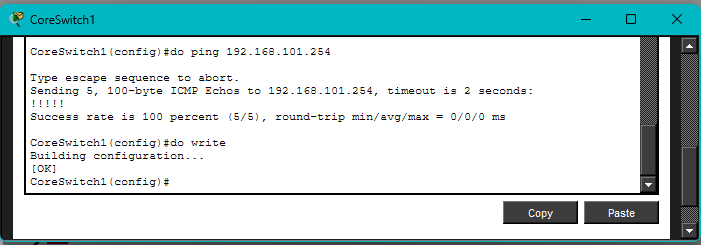 CoreSwitch1
CoreSwitch1(config)#do ping 192.168.101.254
Type escape sequence to abort.
Sending 5, 100-byte ICMP Echos to 192.168.101.254, timeout is 2 seconds:
!!!!!
Success rate is 100 percent (5/5), round-trip min/avg/max = 0/0/0 ms
CoreSwitch1(config)#do write
Building configuration...
[OK]
CoreSwitch1(config)#
Copy Paste